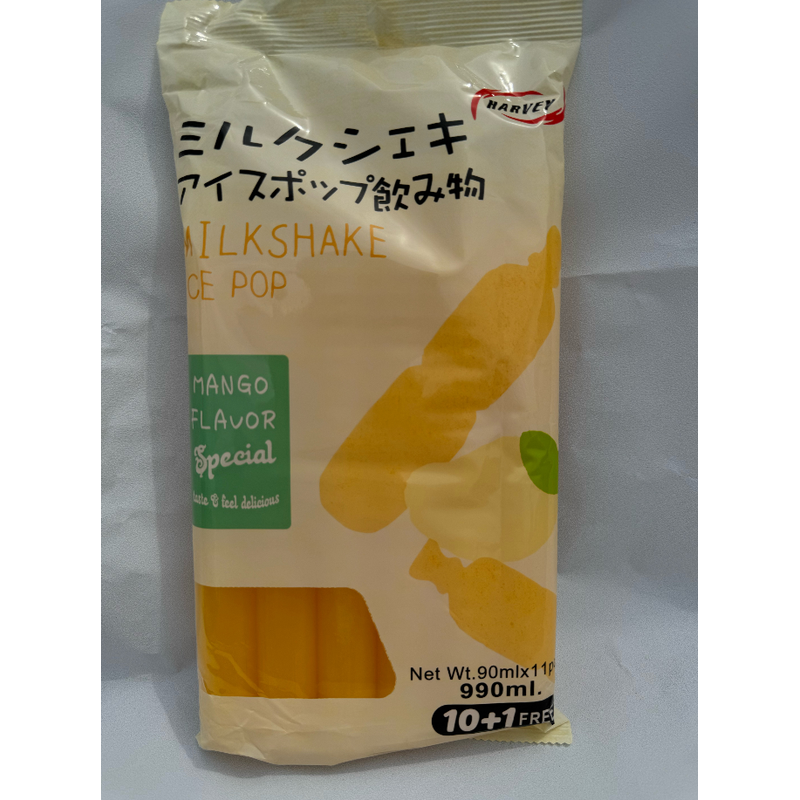 HARVEY
ミルクシェキ
アイスポップ飲み物
MILKSHAKE
ICE POP
MANGO
FLAVOR
Special
taste & feel delicious
Net Wt.90mlx11p
990ml.
10+1 FREE